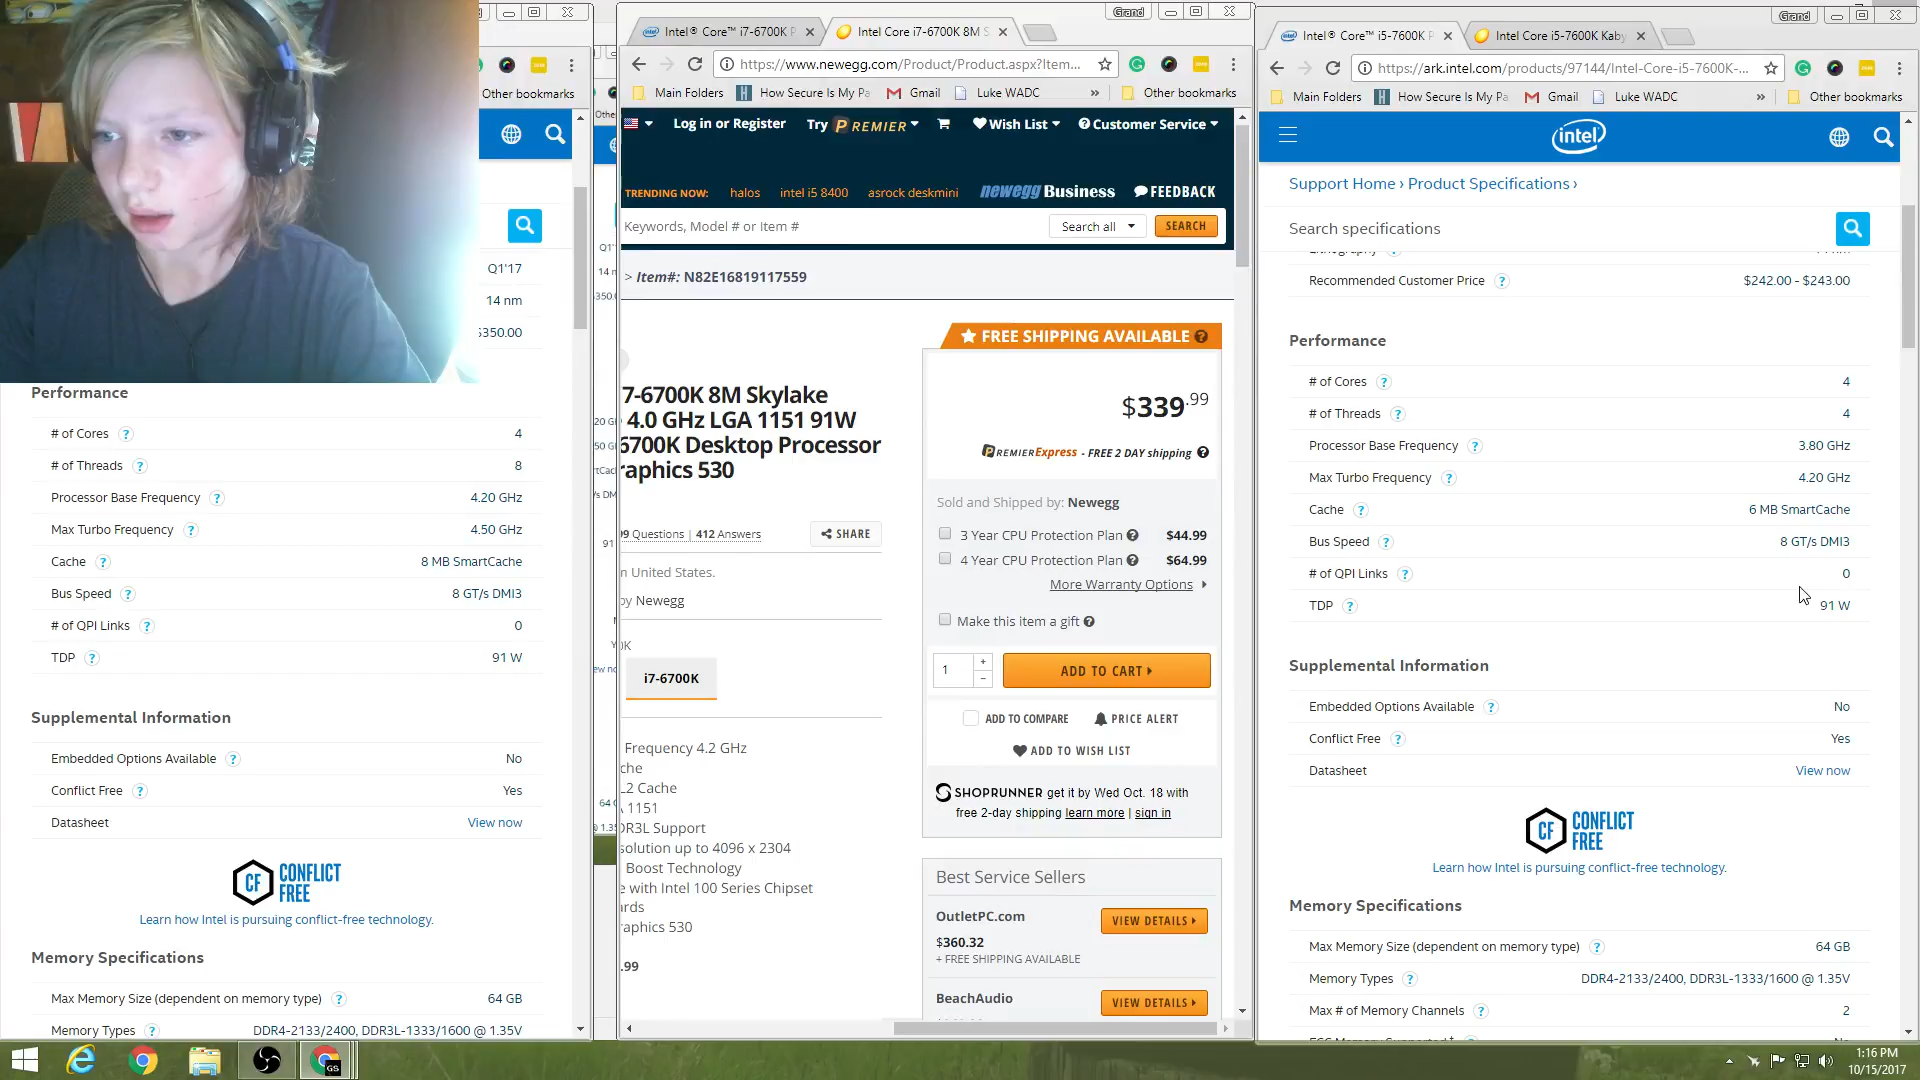 Other bookmarks
Q1'17
14 nm
$350.00
Performance
# of Cores ? 4
# of Threads ? 8
Processor Base Frequency ? 4.20 GHz
Max Turbo Frequency ? 4.50 GHz
Cache ? 8 MB SmartCache
Bus Speed ? 8 GT/s DMI3
# of QPI Links ? 0
TDP ? 91 W
Supplemental Information
Embedded Options Available ? No
Conflict Free ? Yes
Datasheet View now
CF CONFLICT
FREE
Learn how Intel is pursuing conflict-free technology.
Memory Specifications
Max Memory Size (dependent on memory type) ? 64 GB
Memory Types ? DDR4-2133/2400, DDR3L-1333/1600 @ 1.35V
Grand
Intel® Core™ i7-6700K P
Intel Core i7-6700K 8M S
https://www.newegg.com/Product/Product.aspx?Item...
Main Folders How Secure Is My Pa Gmail Luke WADC » Other bookmarks
Log in or Register Try PREMIER Wish List Customer Service
TRENDING NOW: halos intel i5 8400 asrock deskmini newegg Business FEEDBACK
Keywords, Model # or Item # Search all SEARCH
> Item#: N82E16819117559
FREE SHIPPING AVAILABLE ?
7-6700K 8M Skylake
4.0 GHz LGA 1151 91W
6700K Desktop Processor
raphics 530
$339.99
PREMIER Express - FREE 2 DAY shipping ?
Sold and Shipped by: Newegg
99 Questions | 412 Answers SHARE
3 Year CPU Protection Plan ? $44.99
4 Year CPU Protection Plan ? $64.99
More Warranty Options
n United States.
by Newegg
Make this item a gift ?
1 + - ADD TO CART
i7-6700K
ADD TO COMPARE PRICE ALERT
ADD TO WISH LIST
Frequency 4.2 GHz
che
L2 Cache
1151
DR3L Support
solution up to 4096 x 2304
Boost Technology
e with Intel 100 Series Chipset
ards
raphics 530
.99
SHOPRUNNER get it by Wed Oct. 18 with
free 2-day shipping learn more | sign in
Best Service Sellers
OutletPC.com VIEW DETAILS
$360.32
+ FREE SHIPPING AVAILABLE
BeachAudio VIEW DETAILS
Grand
Intel® Core™ i5-7600K P
Intel Core i5-7600K Kaby
https://ark.intel.com/products/97144/Intel-Core-i5-7600K-...
Main Folders How Secure Is My Pa Gmail Luke WADC » Other bookmarks
intel
Support Home › Product Specifications ›
Search specifications
Recommended Customer Price ? $242.00 - $243.00
Performance
# of Cores ? 4
# of Threads ? 4
Processor Base Frequency ? 3.80 GHz
Max Turbo Frequency ? 4.20 GHz
Cache ? 6 MB SmartCache
Bus Speed ? 8 GT/s DMI3
# of QPI Links ? 0
TDP ? 91 W
Supplemental Information
Embedded Options Available ? No
Conflict Free ? Yes
Datasheet View now
CF CONFLICT
FREE
Learn how Intel is pursuing conflict-free technology.
Memory Specifications
Max Memory Size (dependent on memory type) ? 64 GB
Memory Types ? DDR4-2133/2400, DDR3L-1333/1600 @ 1.35V
Max # of Memory Channels ? 2
GS
1:16 PM
10/15/2017